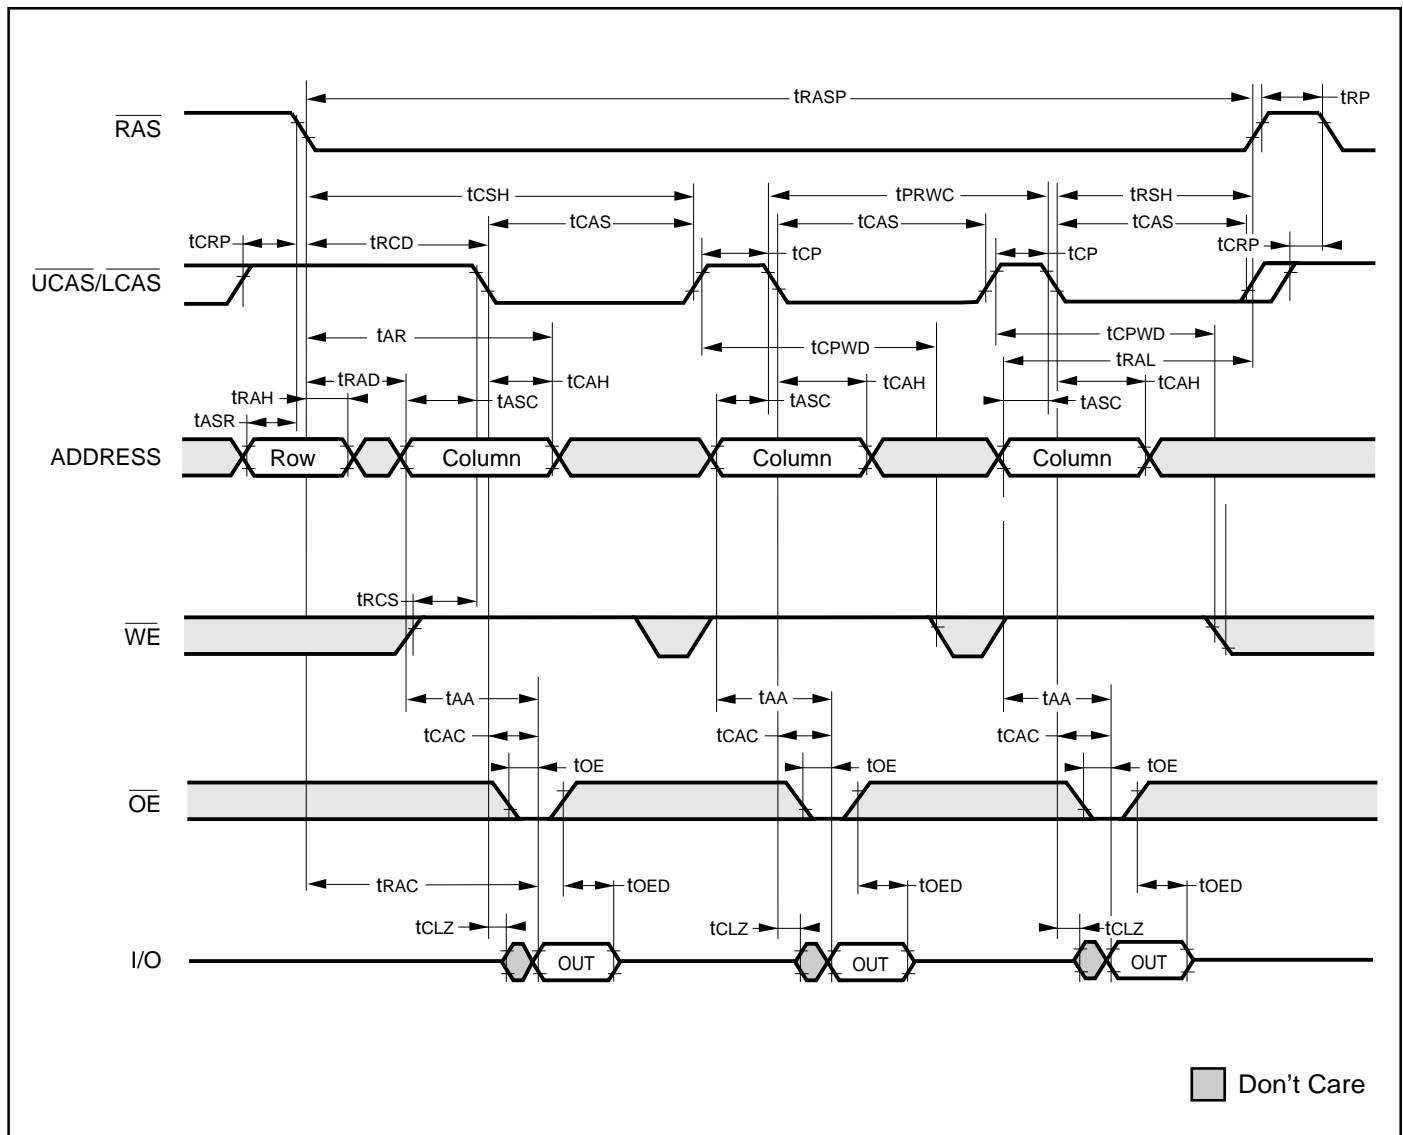 tRASP
tRP
RAS
tCSH
tPRWC
tRSH
tCAS
tCAS
tCAS
tCRP
tRCD
tCP
tCP
tCRP
UCAS/LCAS
tAR
tCPWD
tCPWD
tRAL
tRAD
tCAH
tCAH
tCAH
tRAH
tASC
tASC
tASC
tASR
ADDRESS
Row
Column
Column
Column
tRCS
WE
tAA
tAA
tAA
tCAC
tCAC
tCAC
tOE
tOE
tOE
OE
tRAC
tOED
tOED
tOED
tCLZ
tCLZ
tCLZ
I/O
OUT
OUT
OUT
Don't Care